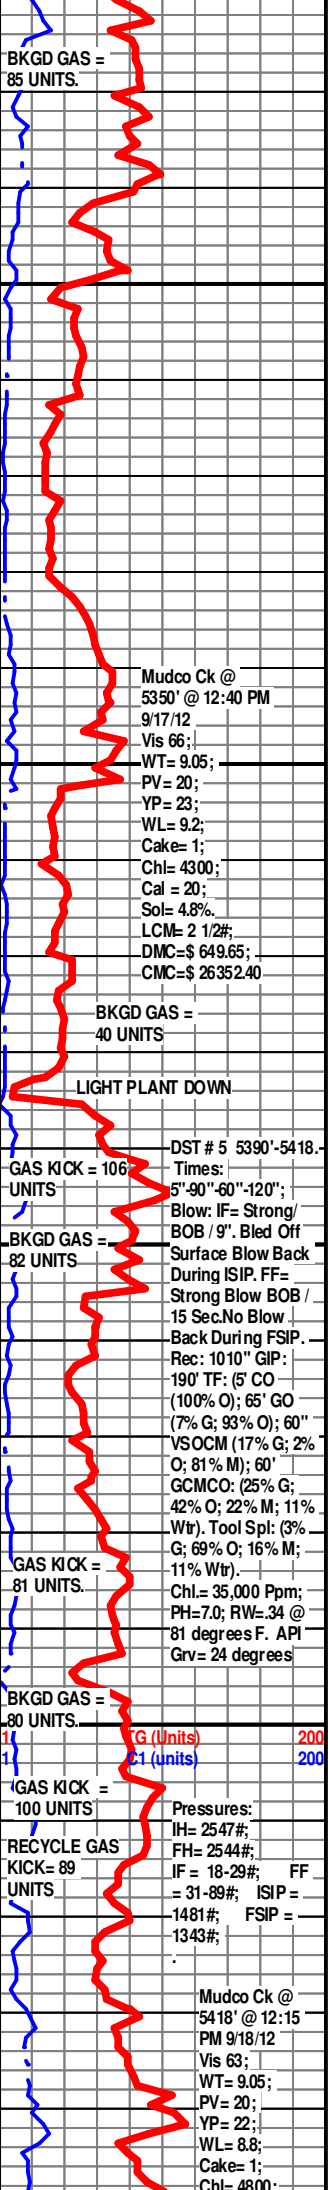 BKGD GAS =
85 UNITS.
Mudco Ck @
5350' @ 12:40 PM
9/17/12
Vis 66;
WT= 9.05;
PV= 20;
YP= 23;
WL= 9.2;
Cake= 1;
Chl= 4300;
Cal = 20;
Sol= 4.8%.
LCM= 2 1/2#;
DMC=$ 649.65;
CMC=$ 26352.40
BKGD GAS =
40 UNITS
LIGHT PLANT DOWN
GAS KICK = 106
UNITS
BKGD GAS =
82 UNITS
DST # 5 5390'-5418.
Times:
5"-90"-60"-120";
Blow: IF= Strong/
BOB / 9". Bled Off
Surface Blow Back
During ISIP. FF=
Strong Blow BOB /
15 Sec.No Blow
Back During FSIP.
Rec: 1010" GIP:
190' TF: (5' CO
(100% O); 65' GO
(7% G; 93% O); 60"
VSOCM (17% G; 2%
O; 81% M); 60'
GCMCO: (25% G;
42% O; 22% M; 11%
Wtr). Tool Spl: (3%
G; 69% O; 16% M;
11% Wtr).
Chl.= 35,000 Ppm;
PH=7.0; RW=.34 @
81 degrees F. API
Grv= 24 degrees
GAS KICK =
81 UNITS.
BKGD GAS =
80 UNITS.
1 TG (Units) 200
1 C1 (units) 200
GAS KICK =
100 UNITS
RECYCLE GAS
KICK= 89
UNITS
Pressures:
IH= 2547#;
FH= 2544#;
IF = 18-29#; FF
= 31-89#; ISIP =
1481#; FSIP =
1343#;
.
Mudco Ck @
5418' @ 12:15
PM 9/18/12
Vis 63;
WT= 9.05;
PV= 20;
YP= 22;
WL= 8.8;
Cake= 1;
Chl= 4800;